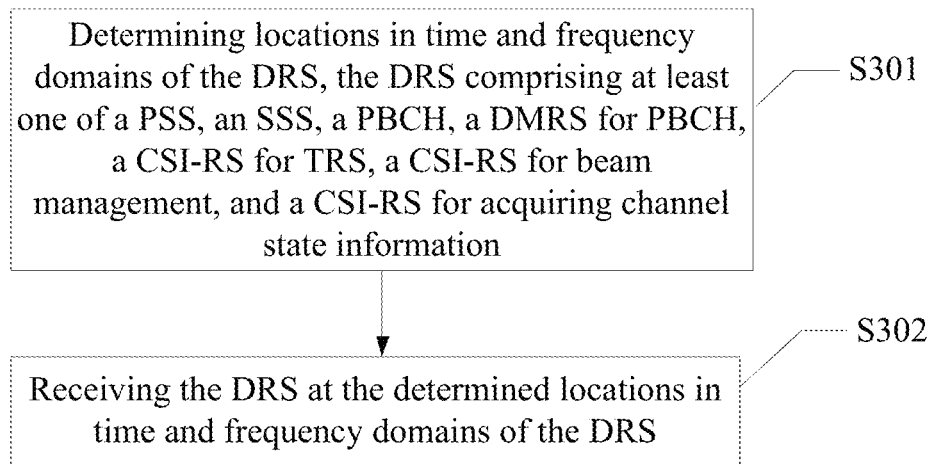 Determining locations in time and frequency
domains of the DRS, the DRS comprising at least
one of a PSS, an SSS, a PBCH, a DMRS for PBCH,
a CSI-RS for TRS, a CSI-RS for beam
management, and a CSI-RS for acquiring channel
state information
S301
S302
Receiving the DRS at the determined locations in
time and frequency domains of the DRS